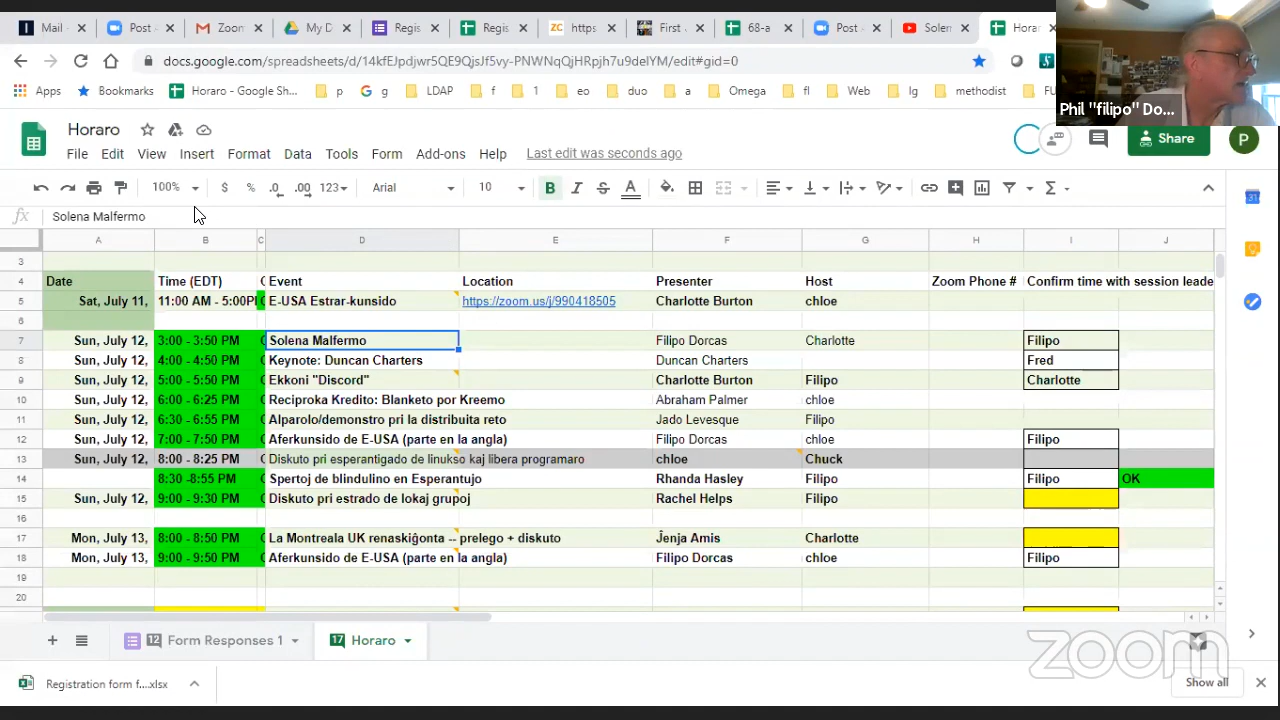 Mail
Post A
Zoom
My D
Regis
Regis
ZC
https
First
68-a
Post A
Soler
Horar
docs.google.com/spreadsheets/
Apps
Bookmarks
Horaro - Google Sh...
p
G
g
LDAP
f
1
eo
duo
a
Omega
fl
Web
lg
methodist
FU
Phil "filipo" Do...
Horaro
File
Edit
View
Insert
Format
Data
Tools
Form
Add-ons
Help
Last edit was seconds ago
Share
P
100%
$
%
.0
.00
123
Arial
10
B
I
S
A
Σ
fx
Solena Malfermo
31
A
B
C
D
E
F
G
H
I
J
3
4 Date Time (EDT) Event Location Presenter Host Zoom Phone # Confirm time with session leade
5 Sat, July 11, 11:00 AM - 5:00PM E-USA Estrar-kunsido https://zoom.us/j/990418505 Charlotte Burton chloe
6
7 Sun, July 12, 3:00 - 3:50 PM Solena Malfermo Filipo Dorcas Charlotte Filipo
8 Sun, July 12, 4:00 - 4:50 PM Keynote: Duncan Charters Duncan Charters Fred
9 Sun, July 12, 5:00 - 5:50 PM Ekkoni "Discord" Charlotte Burton Filipo Charlotte
10 Sun, July 12, 6:00 - 6:25 PM Reciproka Kredito: Blanketo por Kreemo Abraham Palmer chloe
11 Sun, July 12, 6:30 - 6:55 PM Alparolo/demonstro pri la distribuita reto Jado Levesque Filipo
12 Sun, July 12, 7:00 - 7:50 PM Aferkunsido de E-USA (parte en la angla) Filipo Dorcas chloe Filipo
13 Sun, July 12, 8:00 - 8:25 PM Diskuto pri esperantigado de linukso kaj libera programaro chloe Chuck
14 8:30 -8:55 PM Spertoj de blindulino en Esperantujo Rhanda Hasley Filipo Filipo OK
15 Sun, July 12, 9:00 - 9:30 PM Diskuto pri estrado de lokaj grupoj Rachel Helps Filipo
16
17 Mon, July 13, 8:00 - 8:50 PM La Montreala UK renaskiĝonta -- prelego + diskuto Ĵenja Amis Charlotte
18 Mon, July 13, 9:00 - 9:50 PM Aferkunsido de E-USA (parte en la angla) Filipo Dorcas chloe Filipo
19
20
12 Form Responses 1
17 Horaro
zoom
Registration form f....xlsx
Show all